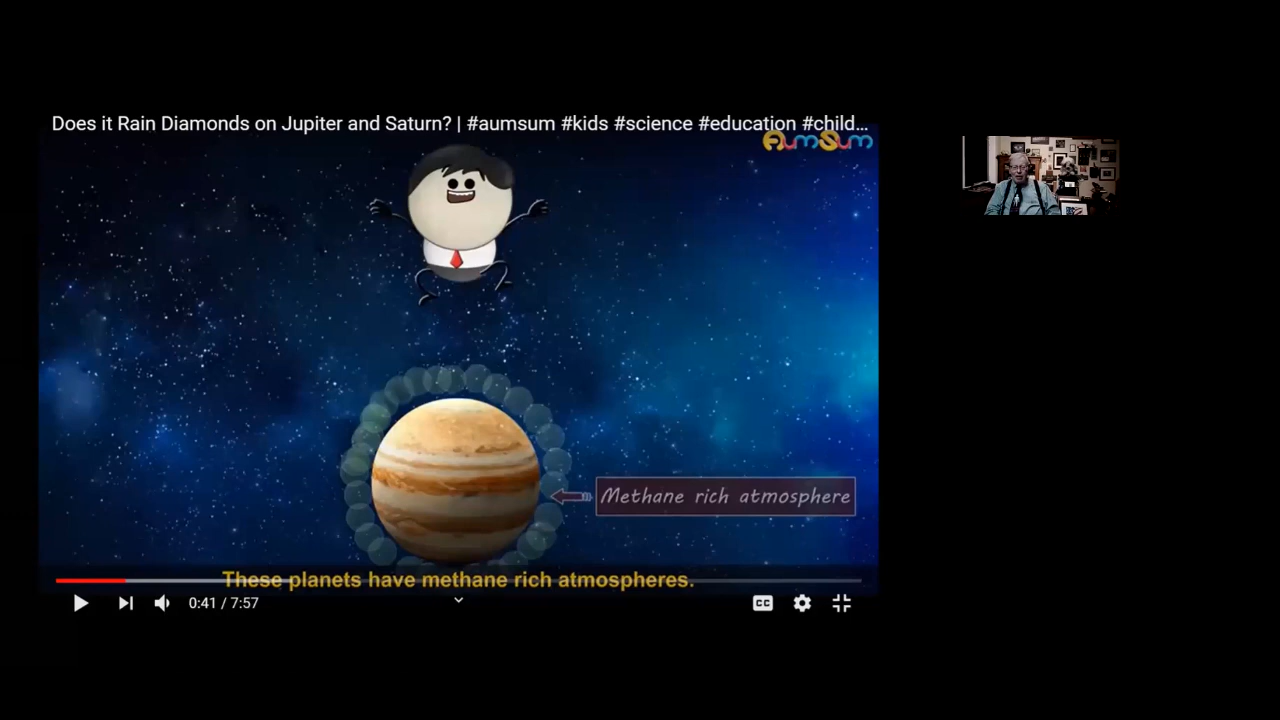 Does it Rain Diamonds on Jupiter and Saturn? | #aumsum #kids #science #education #child...
AumSum
Methane rich atmosphere
These planets have methane rich atmospheres.
0:41 / 7:57
CC